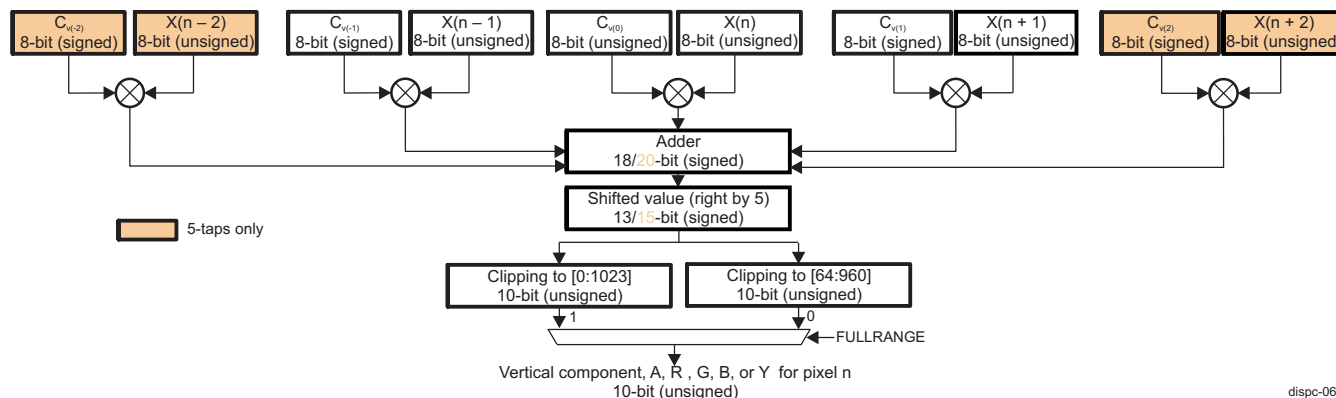 Cv(-2)
8-bit (signed)
X(n – 2)
8-bit (unsigned)
Cv(-1)
8-bit (signed)
X(n – 1)
8-bit (unsigned)
Cv(0)
8-bit (signed)
X(n)
8-bit (unsigned)
Cv(1)
8-bit (signed)
X(n + 1)
8-bit (unsigned)
Cv(2)
8-bit (signed)
X(n + 2)
8-bit (unsigned)
Adder
18/20-bit (signed)
Shifted value (right by 5)
13/15-bit (signed)
5-taps only
Clipping to [0:1023]
10-bit (unsigned)
Clipping to [64:960]
10-bit (unsigned)
1
0
FULLRANGE
Vertical component, A, R , G, B, or Y for pixel n
10-bit (unsigned)
dispc-06